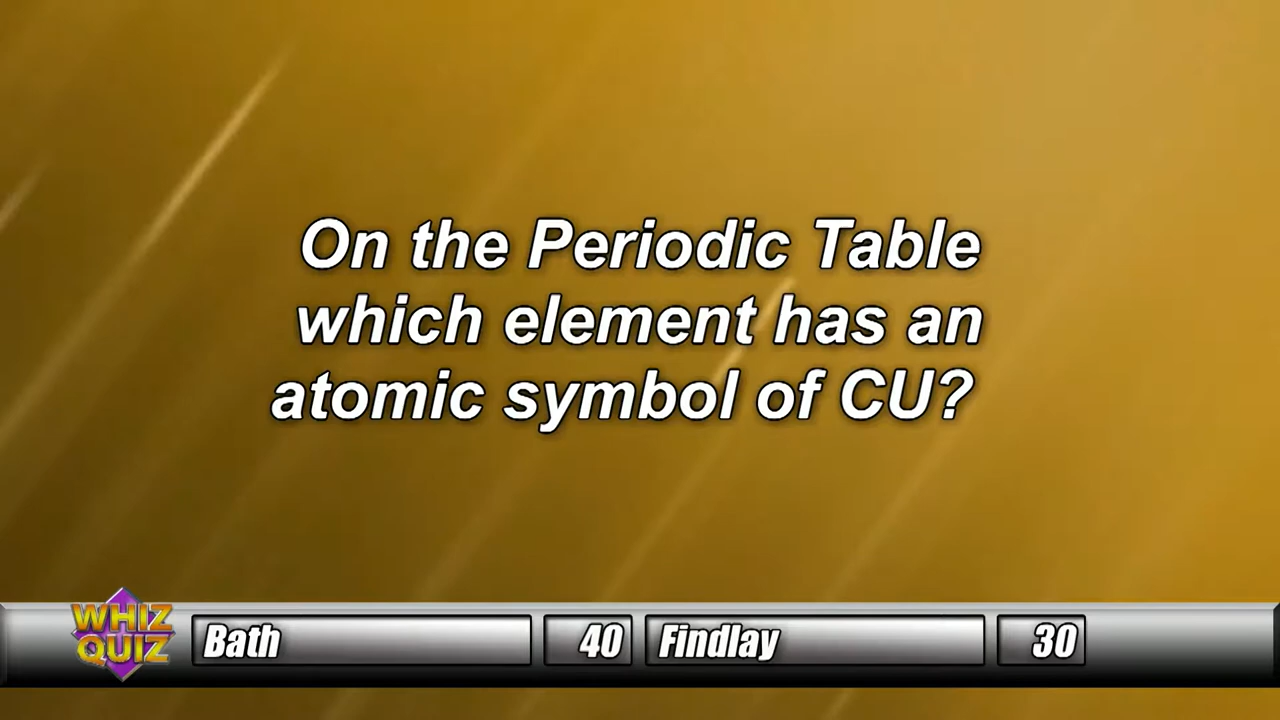 On the Periodic Table
which element has an
atomic symbol of CU?
WHIZ
QUIZ
Bath 40 Findlay 30